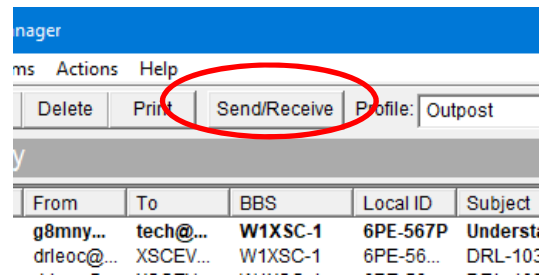 nager
ms Actions Help
Delete Print Send/Receive Profile: Outpost
y
From To BBS Local ID Subject
g8mny... tech@... W1XSC-1 6PE-567P Understa
drleoc@... XSCEV... W1XSC-1 6PE-56... DRL-103